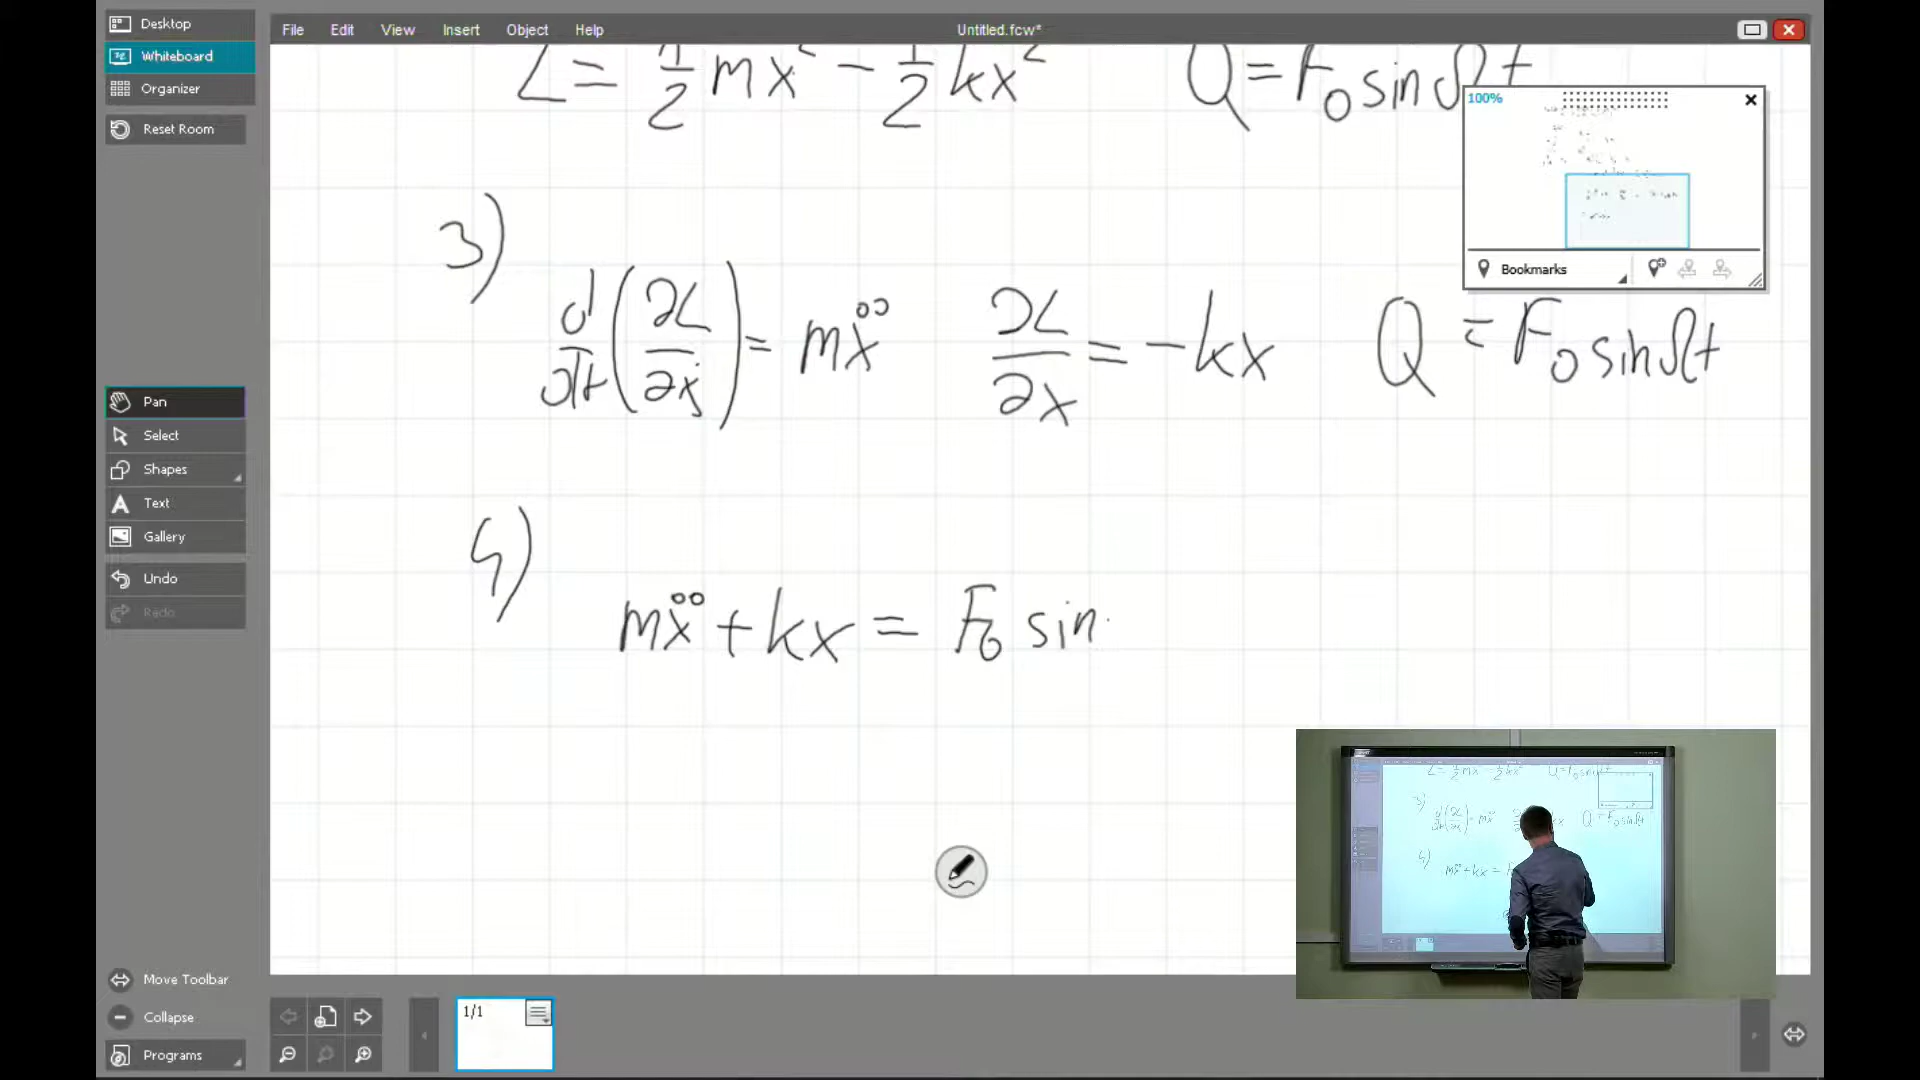 Desktop
Whiteboard
Organizer
Reset Room
Pan
Select
Shapes
Text
Gallery
Undo
Redo
Move Toolbar
Collapse
Programs
File Edit View Insert Object Help Untitled.fcw*
L = 1/2 mẋ² − 1/2 kx² Q = F₀ sin Ωt
100%
Bookmarks
3)
d/dt (∂L/∂ẋ) = mẍ ∂L/∂x = −kx Q = F₀ sin Ωt
4)
mẍ + kx = F₀ sin
1/1